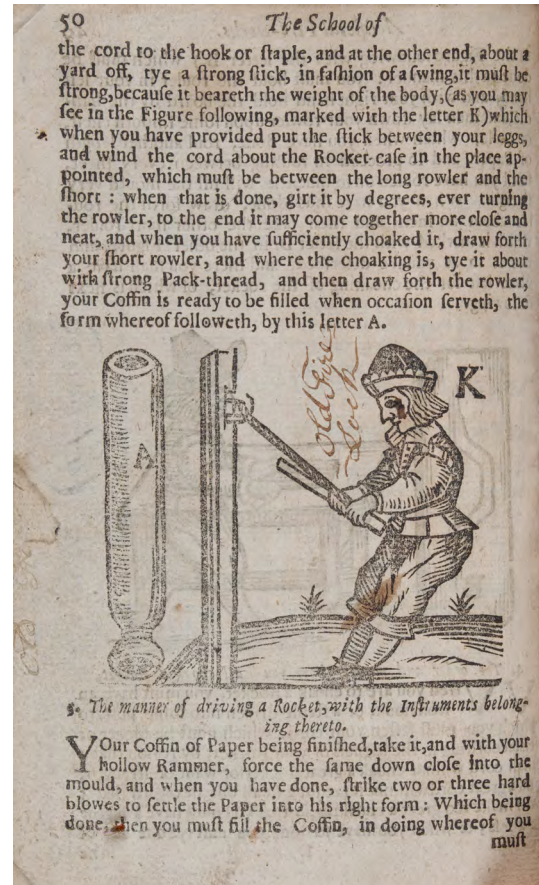 50 The School of
the cord to the hook or ſtaple, and at the other end, about a
yard off, tye a ſtrong ſtick, in faſhion of a ſwing,it muſt be
ſtrong,becauſe it beareth the weight of the body,(as you may
ſee in the Figure following, marked with the letter K)which
when you have provided put the ſtick between your leggs,
and wind the cord about the Rocket-caſe in the place ap-
pointed, which muſt be between the long rowler and the
ſhort : when that is done, girt it by degrees, ever turning
the rowler, to the end it may come together more cloſe and
neat, and when you have ſufficiently choaked it, draw forth
your ſhort rowler, and where the choaking is, tye it about
with ſtrong Pack-thread, and then draw forth the rowler,
your Coffin is ready to be filled when occaſion ſerveth, the
form whereof followeth, by this letter A.
A
old Fire
Lock
K
5. The manner of driving a Rocket,with the Inſtruments belong-
ing thereto.
YOur Coffin of Paper being finiſhed,take it,and with your
hollow Rammer, force the ſame down cloſe into the
mould, and when you have done, ſtrike two or three hard
blowes to ſettle the Paper into his right form : Which being
done, then you muſt fill the Coffin, in doing whereof you
muſt